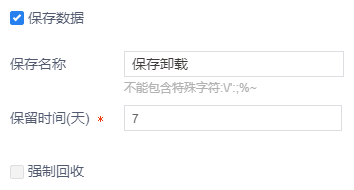 保存数据
保存名称 保存卸载
不能包含特殊字符:\/':;,%~
保留时间(天) * 7
强制回收